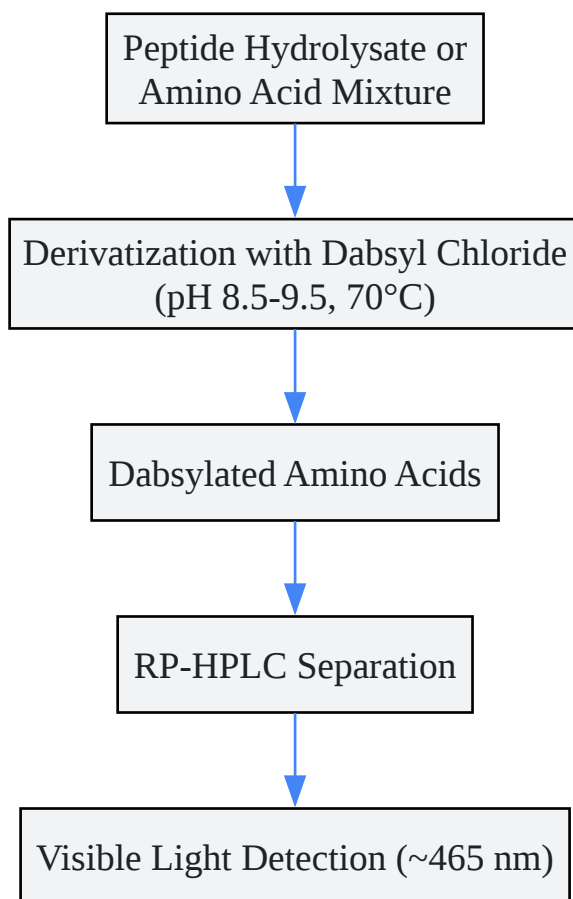 Peptide Hydrolysate or
Amino Acid Mixture
Derivatization with Dabsyl Chloride
(pH 8.5-9.5, 70°C)
Dabsylated Amino Acids
RP-HPLC Separation
Visible Light Detection (~465 nm)